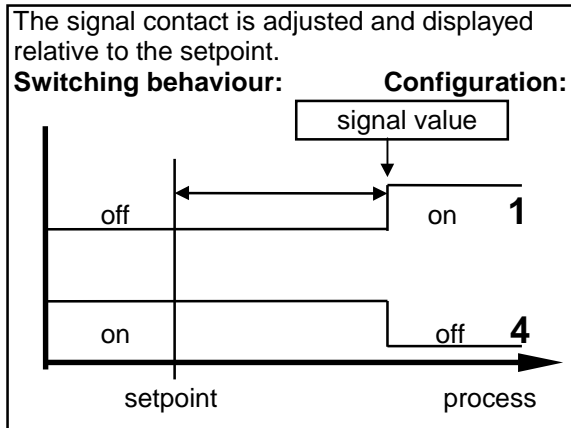 The signal contact is adjusted and displayed
relative to the setpoint.
Switching behaviour: Configuration:
signal value
off on 1
on off 4
setpoint process